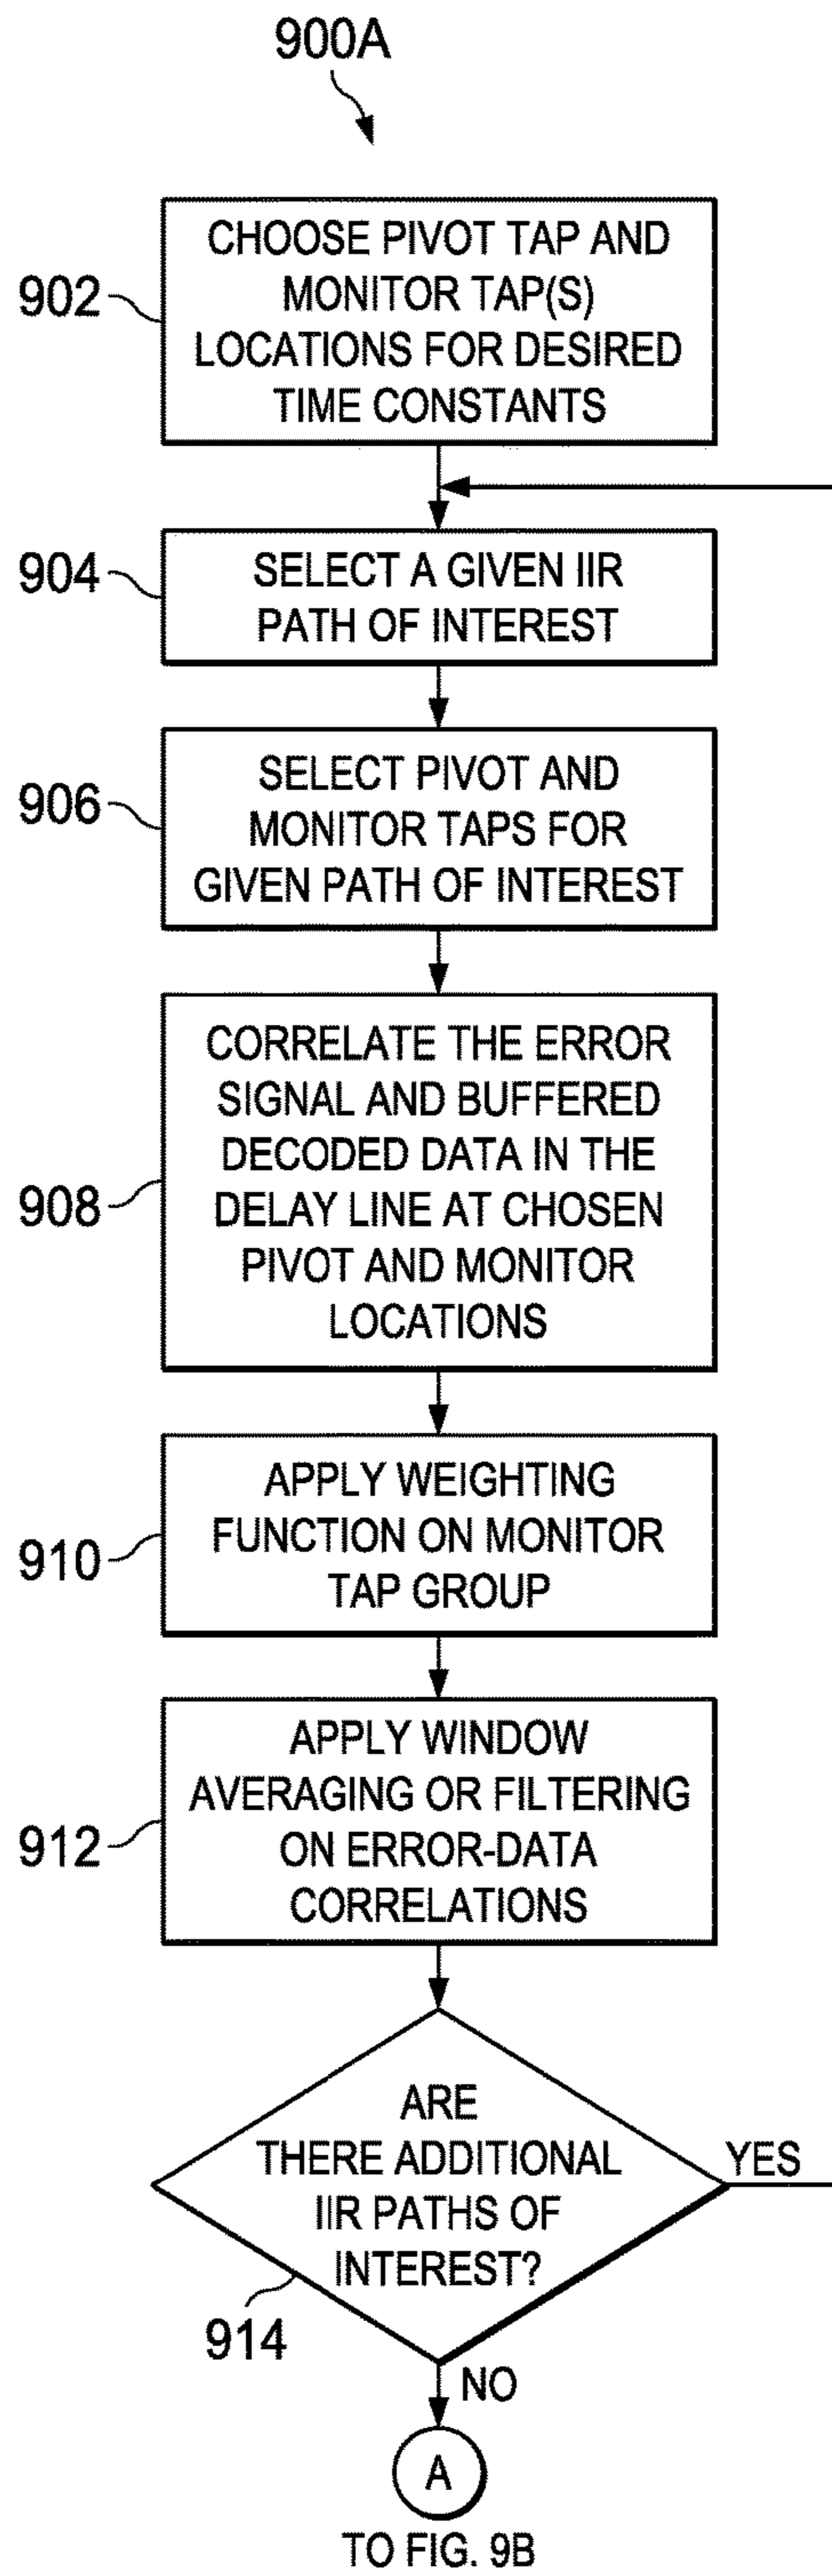 900A
CHOOSE PIVOT TAP AND
MONITOR TAP(S)
LOCATIONS FOR DESIRED
TIME CONSTANTS
902
SELECT A GIVEN IIR
PATH OF INTEREST
904
SELECT PIVOT AND
MONITOR TAPS FOR
GIVEN PATH OF INTEREST
906
CORRELATE THE ERROR
SIGNAL AND BUFFERED
DECODED DATA IN THE
DELAY LINE AT CHOSEN
PIVOT AND MONITOR
LOCATIONS
908
APPLY WEIGHTING
FUNCTION ON MONITOR
TAP GROUP
910
APPLY WINDOW
AVERAGING OR FILTERING
ON ERROR-DATA
CORRELATIONS
912
ARE
THERE ADDITIONAL
IIR PATHS OF
INTEREST?
YES
914
NO
A
TO FIG. 9B